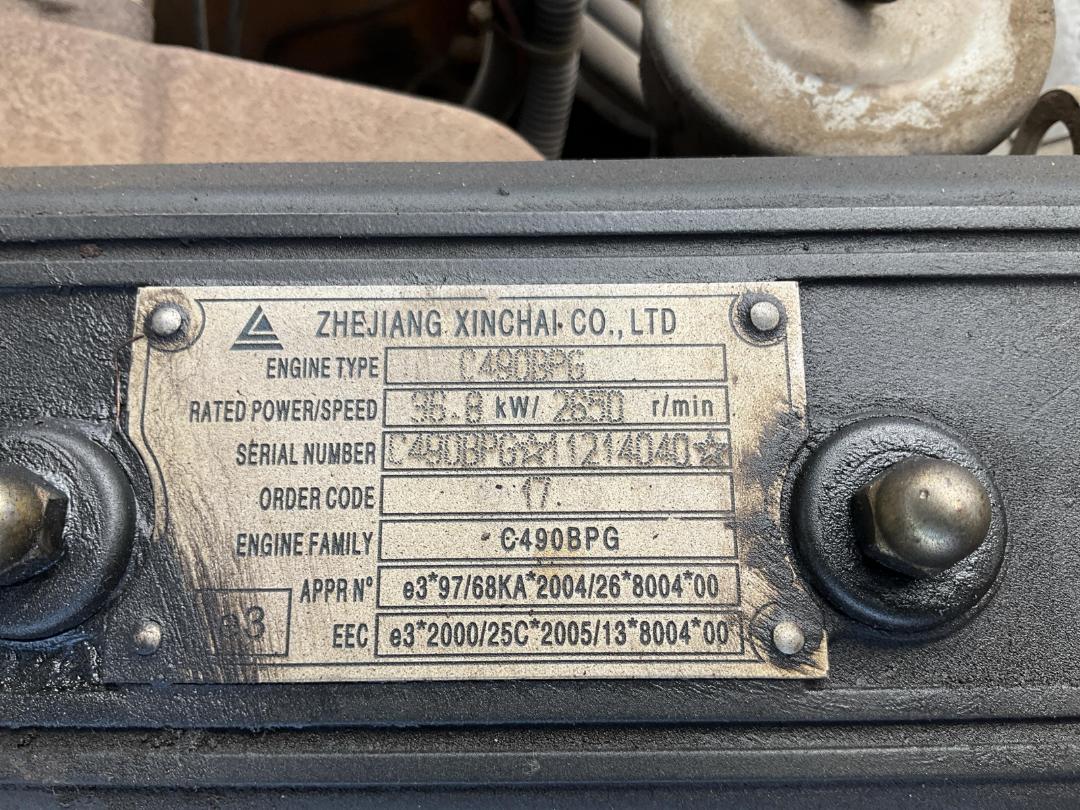 ZHEJIANG XINCHAI CO., LTD
ENGINE TYPE C490BPG
RATED POWER/SPEED 36.8 kW/ 2650 r/min
SERIAL NUMBER C490BPG☆11214040☆
ORDER CODE 17.
ENGINE FAMILY C490BPG
APPR Nº e3*97/68KA*2004/26*8004*00
e3
EEC e3*2000/25C*2005/13*8004*00